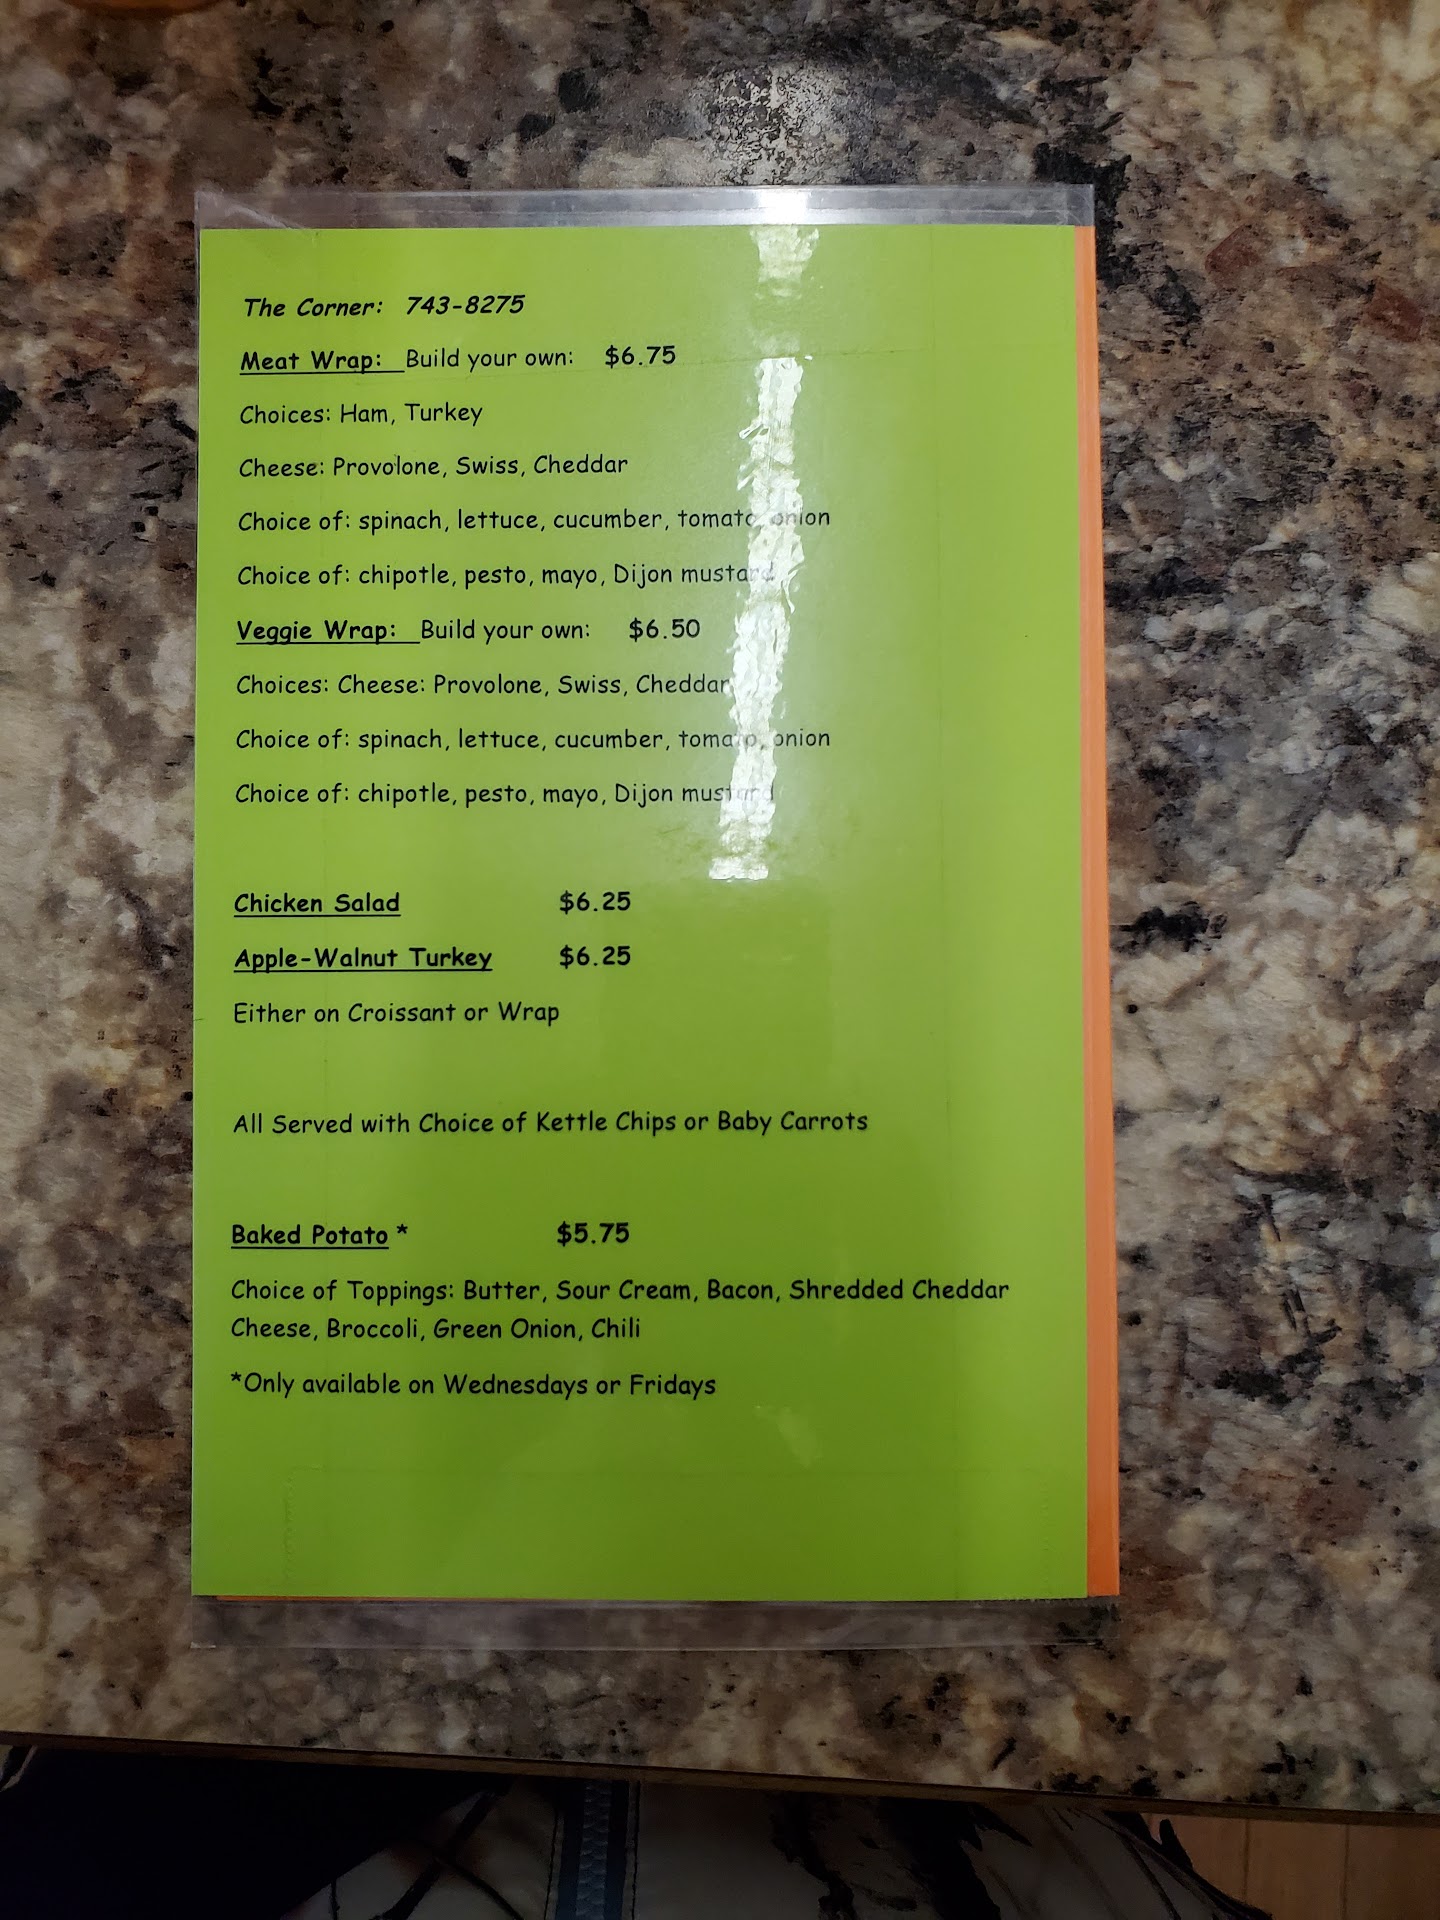 The Corner: 743-8275
Meat Wrap: Build your own: $6.75
Choices: Ham, Turkey
Cheese: Provolone, Swiss, Cheddar
Choice of: spinach, lettuce, cucumber, tomato, onion
Choice of: chipotle, pesto, mayo, Dijon mustard
Veggie Wrap: Build your own: $6.50
Choices: Cheese: Provolone, Swiss, Cheddar
Choice of: spinach, lettuce, cucumber, tomato, onion
Choice of: chipotle, pesto, mayo, Dijon mustard
Chicken Salad $6.25
Apple-Walnut Turkey $6.25
Either on Croissant or Wrap
All Served with Choice of Kettle Chips or Baby Carrots
Baked Potato * $5.75
Choice of Toppings: Butter, Sour Cream, Bacon, Shredded Cheddar
Cheese, Broccoli, Green Onion, Chili
*Only available on Wednesdays or Fridays